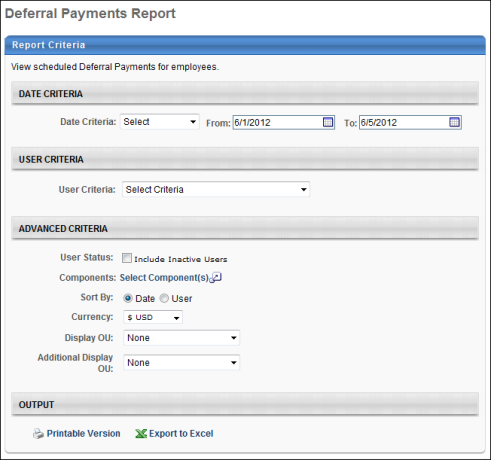 Deferral Payments Report
Report Criteria
View scheduled Deferral Payments for employees.
DATE CRITERIA
Date Criteria: Select From: 6/1/2012 To: 6/5/2012
USER CRITERIA
User Criteria: Select Criteria
ADVANCED CRITERIA
User Status: Include Inactive Users
Components: Select Component(s)
Sort By: Date User
Currency: $ USD
Display OU: None
Additional Display
OU: None
OUTPUT
Printable Version Export to Excel